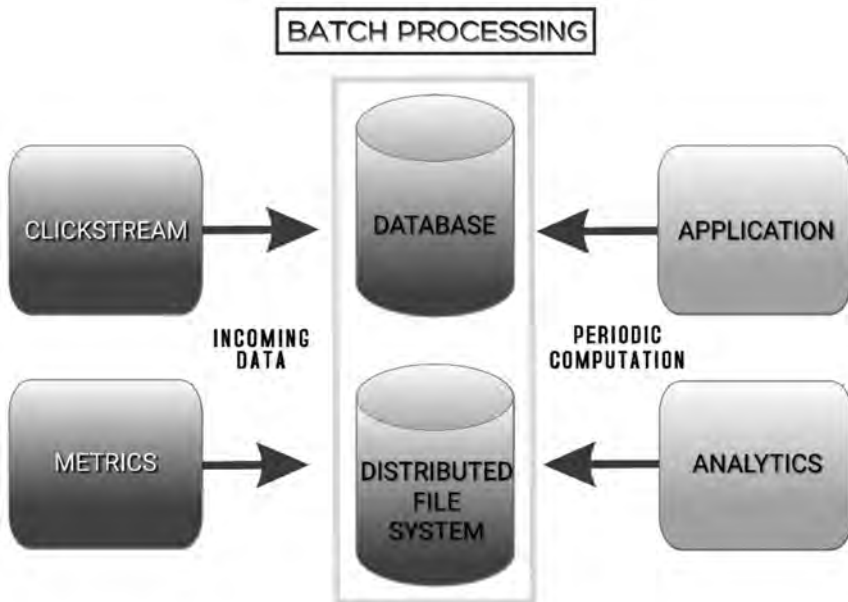 BATCH PROCESSING
CLICKSTREAM
DATABASE
APPLICATION
INCOMING
DATA
PERIODIC
COMPUTATION
METRICS
DISTRIBUTED
FILE
SYSTEM
ANALYTICS